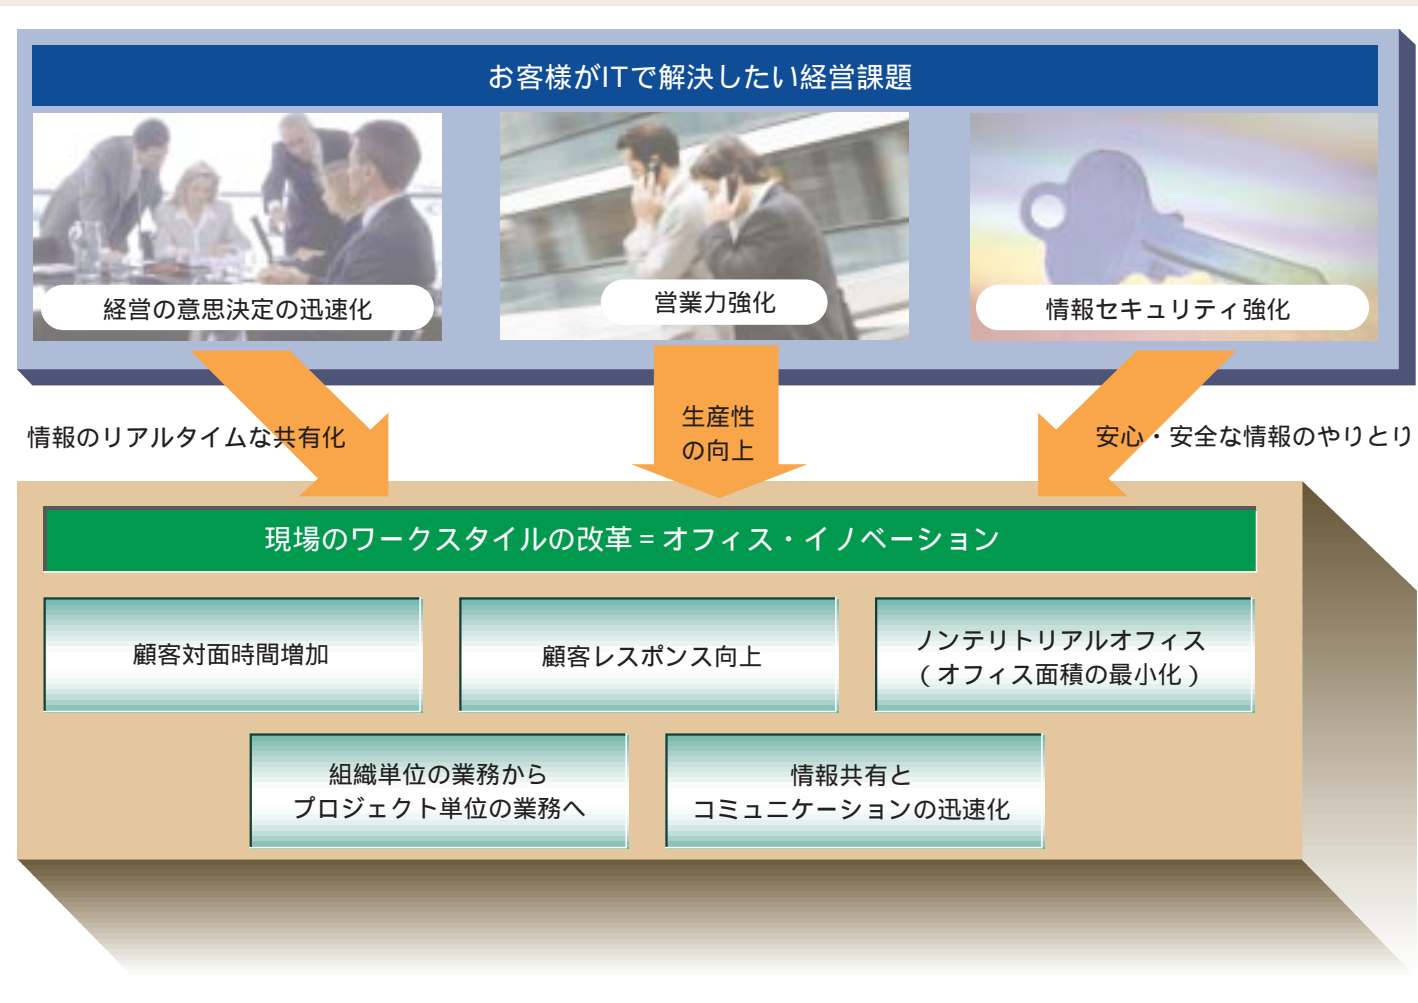 お客様がITで解決したい経営課題
経営の意思決定の迅速化
営業力強化
情報セキュリティ強化
情報のリアルタイムな共有化
生産性
の向上
安心・安全な情報のやりとり
現場のワークスタイルの改革=オフィス・イノベーション
顧客対面時間増加
顧客レスポンス向上
ノンテリトリアルオフィス
(オフィス面積の最小化)
組織単位の業務から
プロジェクト単位の業務へ
情報共有と
コミュニケーションの迅速化